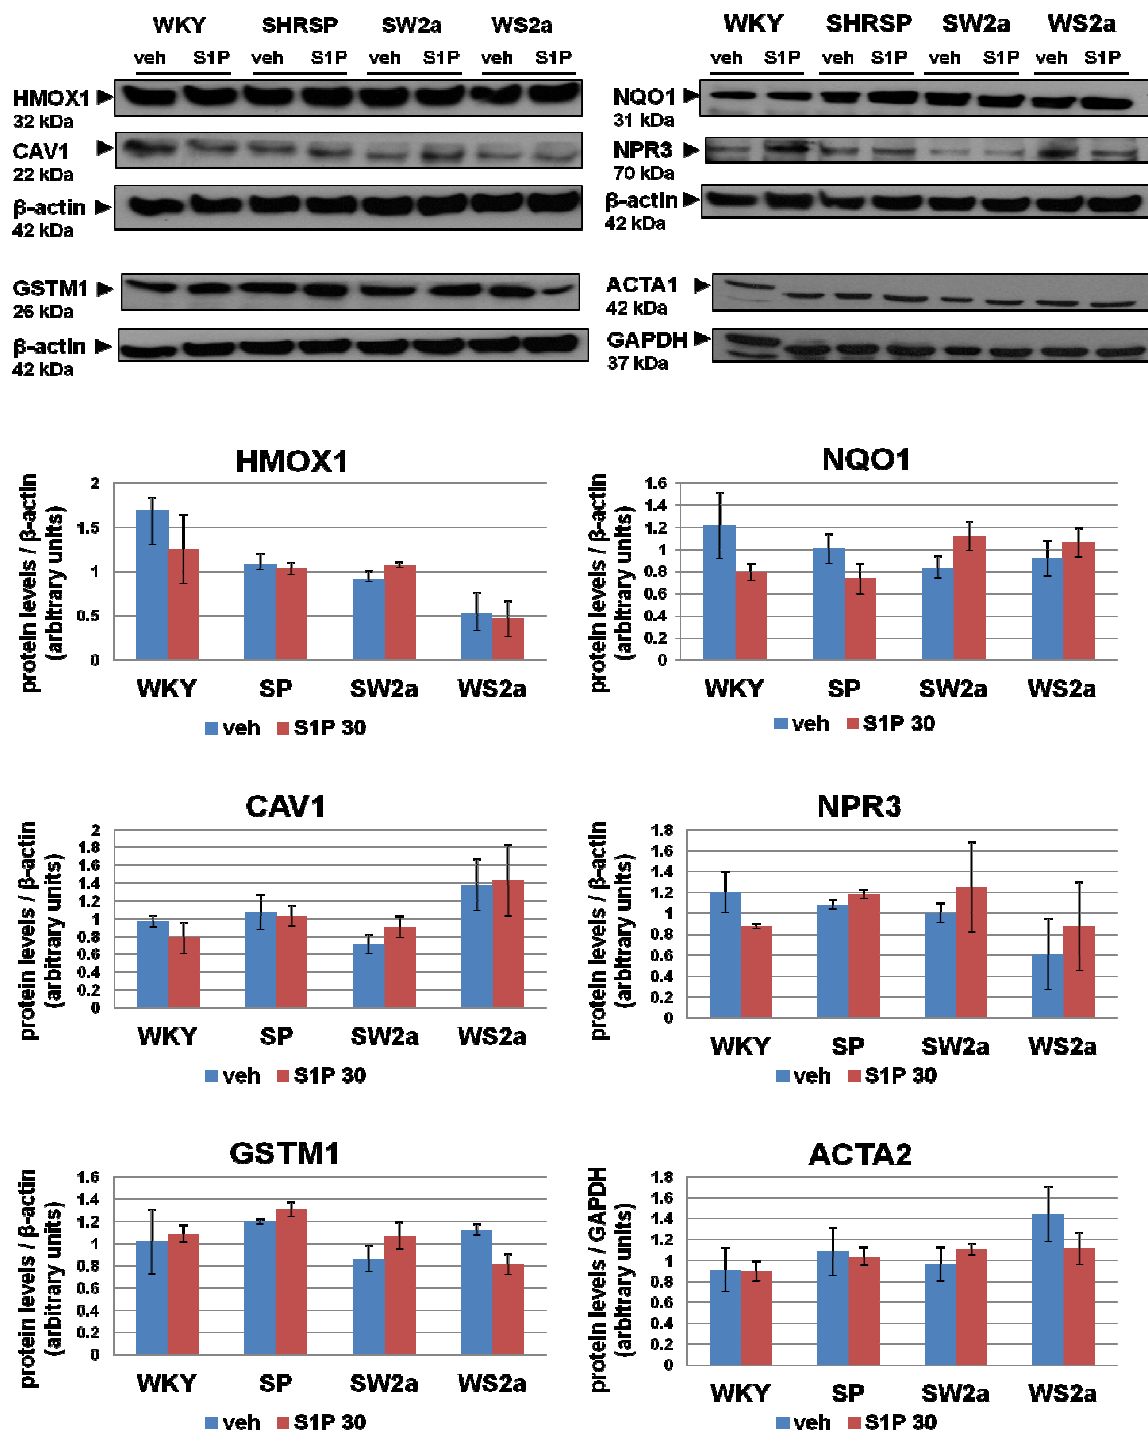 WKY SHRSP SW2a WS2a
veh S1P veh S1P veh S1P veh S1P
HMOX1
32 kDa
CAV1
22 kDa
β-actin
42 kDa
GSTM1
26 kDa
β-actin
42 kDa
WKY SHRSP SW2a WS2a
veh S1P veh S1P veh S1P veh S1P
NQO1
31 kDa
NPR3
70 kDa
β-actin
42 kDa
ACTA1
42 kDa
GAPDH
37 kDa
HMOX1
protein levels / β-actin
(arbitrary units)
2
1.5
1
0.5
0
WKY SP SW2a WS2a
veh S1P 30
NQO1
protein levels / β-actin
(arbitrary units)
1.6
1.4
1.2
1
0.8
0.6
0.4
0.2
0
WKY SP SW2a WS2a
veh S1P 30
CAV1
protein levels / β-actin
(arbitrary units)
2
1.8
1.6
1.4
1.2
1
0.8
0.6
0.4
0.2
0
WKY SP SW2a WS2a
veh S1P 30
NPR3
protein levels / β-actin
(arbitrary units)
1.8
1.6
1.4
1.2
1
0.8
0.6
0.4
0.2
0
WKY SP SW2a WS2a
veh S1P 30
GSTM1
protein levels / β-actin
(arbitrary units)
1.6
1.4
1.2
1
0.8
0.6
0.4
0.2
0
WKY SP SW2a WS2a
veh S1P 30
ACTA2
protein levels / GAPDH
(arbitrary units)
1.8
1.6
1.4
1.2
1
0.8
0.6
0.4
0.2
0
WKY SP SW2a WS2a
veh S1P 30